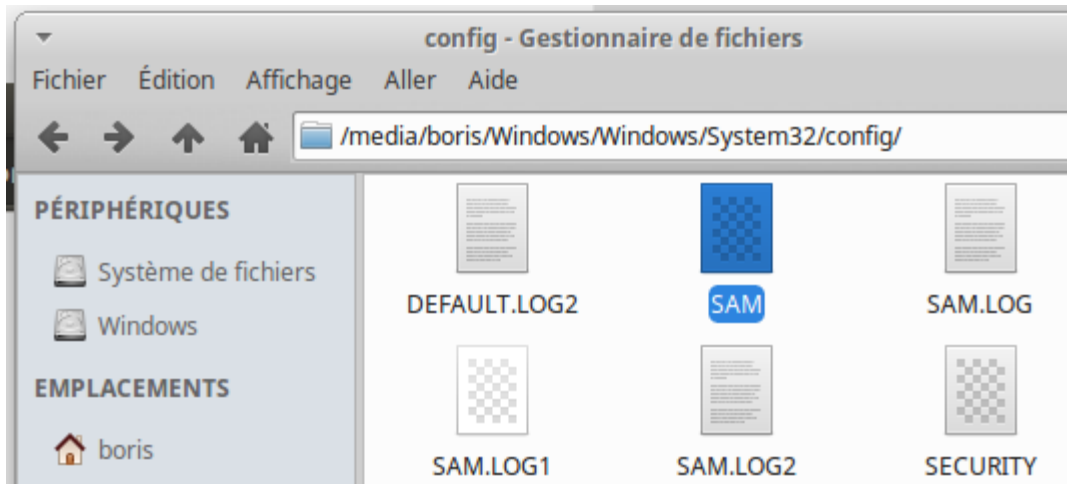 config - Gestionnaire de fichiers
Fichier Édition Affichage Aller Aide
/media/boris/Windows/Windows/System32/config/
PÉRIPHÉRIQUES
Système de fichiers
Windows
EMPLACEMENTS
boris
DEFAULT.LOG2 SAM SAM.LOG
SAM.LOG1 SAM.LOG2 SECURITY